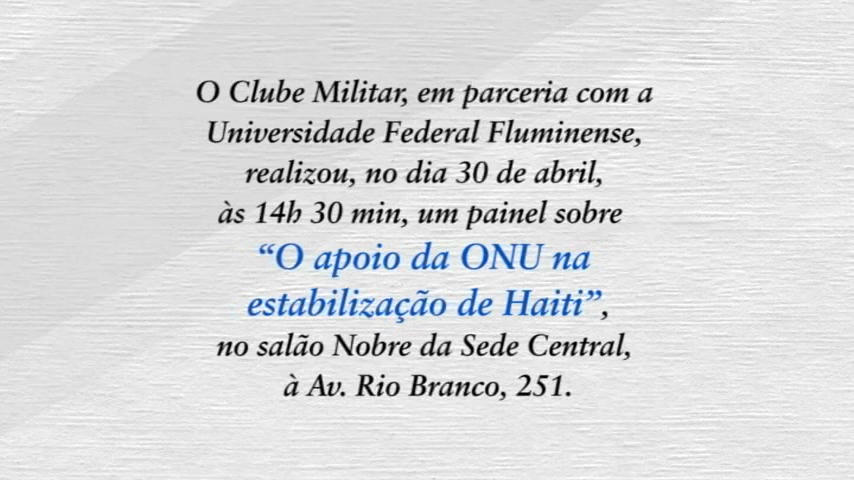 O Clube Militar, em parceria com a
Universidade Federal Fluminense,
realizou, no dia 30 de abril,
às 14h 30 min, um painel sobre
“O apoio da ONU na
estabilização de Haiti”,
no salão Nobre da Sede Central,
à Av. Rio Branco, 251.